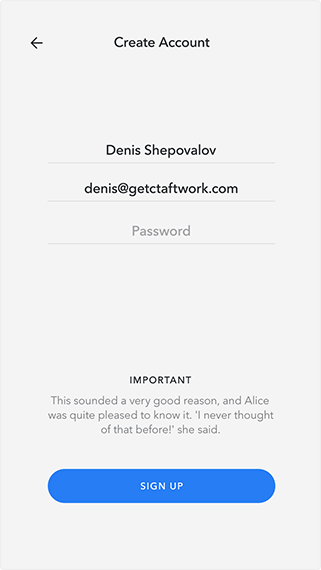 Create Account
Denis Shepovalov
denis@getctaftwork.com
Password
IMPORTANT
This sounded a very good reason, and Alice
was quite pleased to know it. 'I never thought
of that before!' she said.
SIGN UP